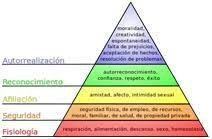 moralidad,
creatividad,
espontaneidad,
falta de prejuicios,
aceptación de hechos,
resolución de problemas
Autorrealización
autorreconocimiento,
confianza, respeto, éxito
Reconocimiento
amistad, afecto, intimidad sexual
Afiliación
seguridad física, de empleo, de recursos,
moral, familiar, de salud, de propiedad privada
Seguridad
respiración, alimentación, descanso, sexo, homeostasis
Fisiología